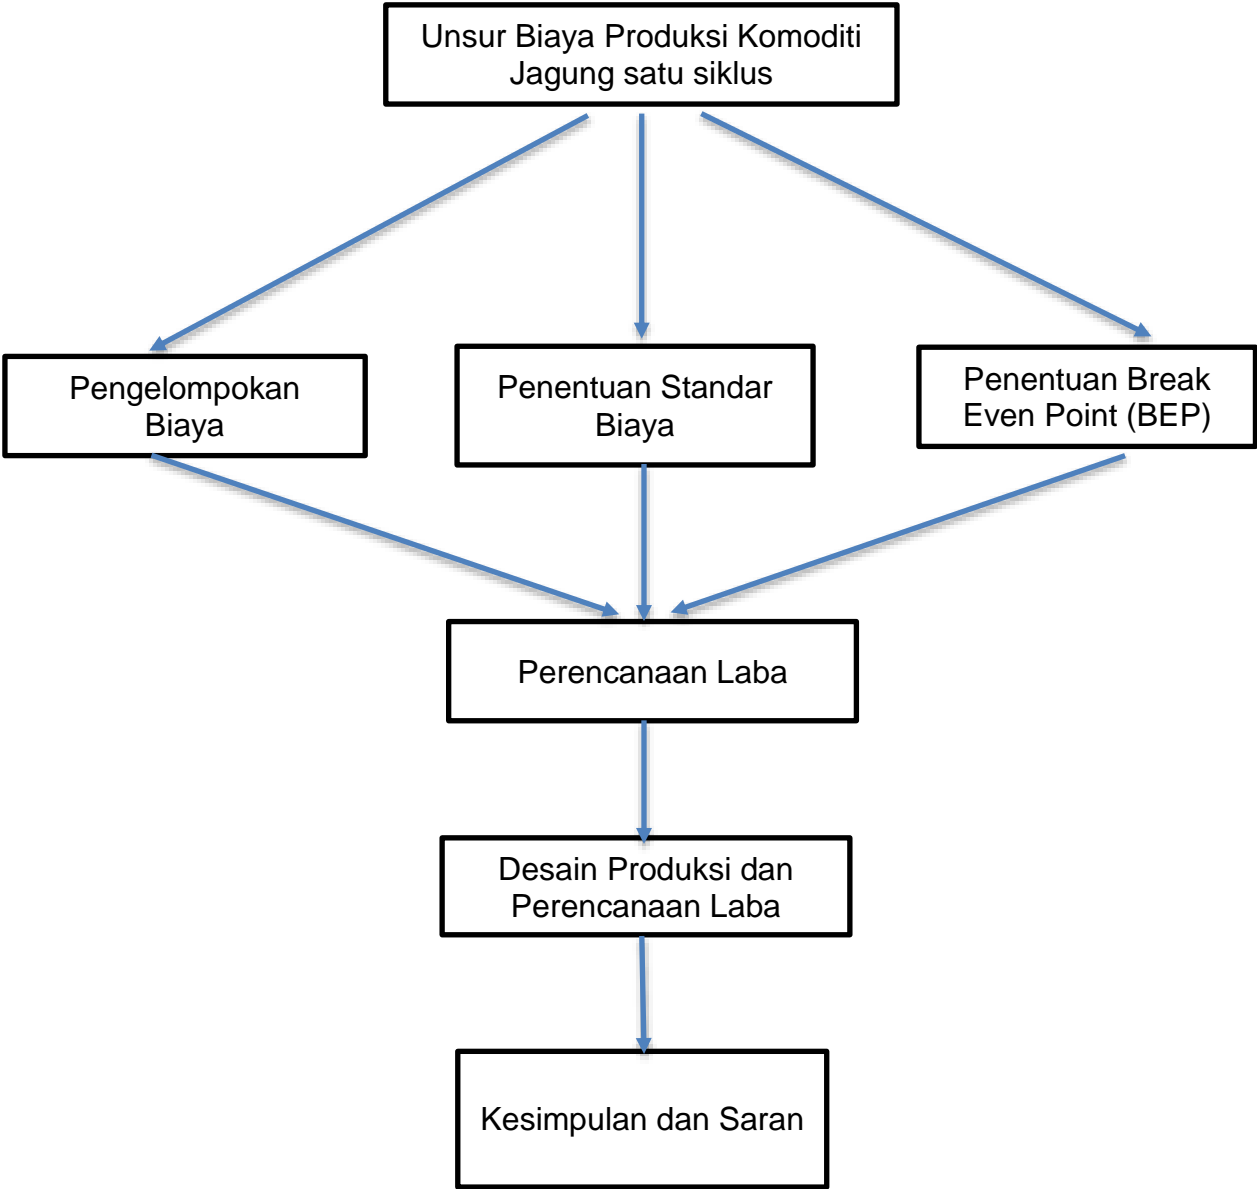 Unsur Biaya Produksi Komoditi
Jagung satu siklus
Pengelompokan
Biaya
Penentuan Standar
Biaya
Penentuan Break
Even Point (BEP)
Perencanaan Laba
Desain Produksi dan
Perencanaan Laba
Kesimpulan dan Saran